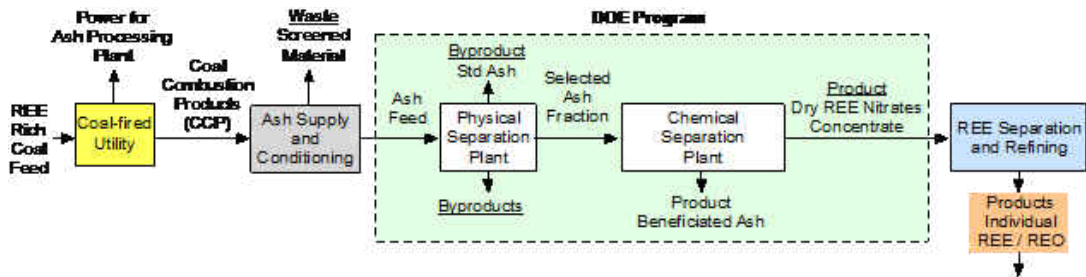 Power for
Ash Processing
Plant
Waste
Screened
Material
DOE Program
REE
Rich
Coal Feed
Coal-fired
Utility
Coal
Combustion
Products
(CCP)
Ash Supply
and
Conditioning
Ash
Feed
Byproduct
Std Ash
Physical
Separation
Plant
Byproducts
Selected
Ash
Fraction
Chemical
Separation
Plant
Product
Beneficiated Ash
Product
Dry REE Nitrates
Concentrate
REE Separation
and Refining
Products
Individual
REE / REO